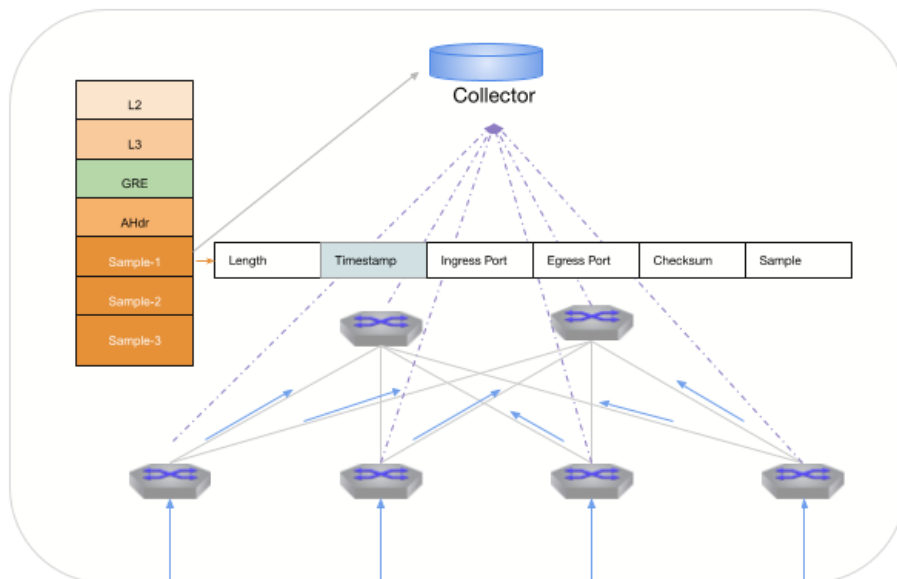 Collector
L2
L3
GRE
AHdr
Sample-1
Sample-2
Sample-3
Length Timestamp Ingress Port Egress Port Checksum Sample